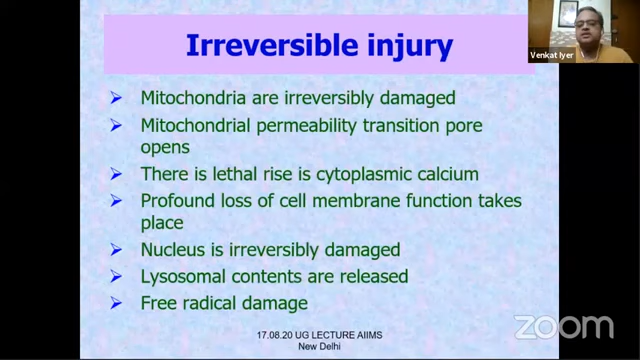 Irreversible injury
Venkat Iyer
Mitochondria are irreversibly damaged
Mitochondrial permeability transition pore
opens
There is lethal rise is cytoplasmic calcium
Profound loss of cell membrane function takes
place
Nucleus is irreversibly damaged
Lysosomal contents are released
Free radical damage
17.08.20 UG LECTURE AIIMS
New Delhi
zoom